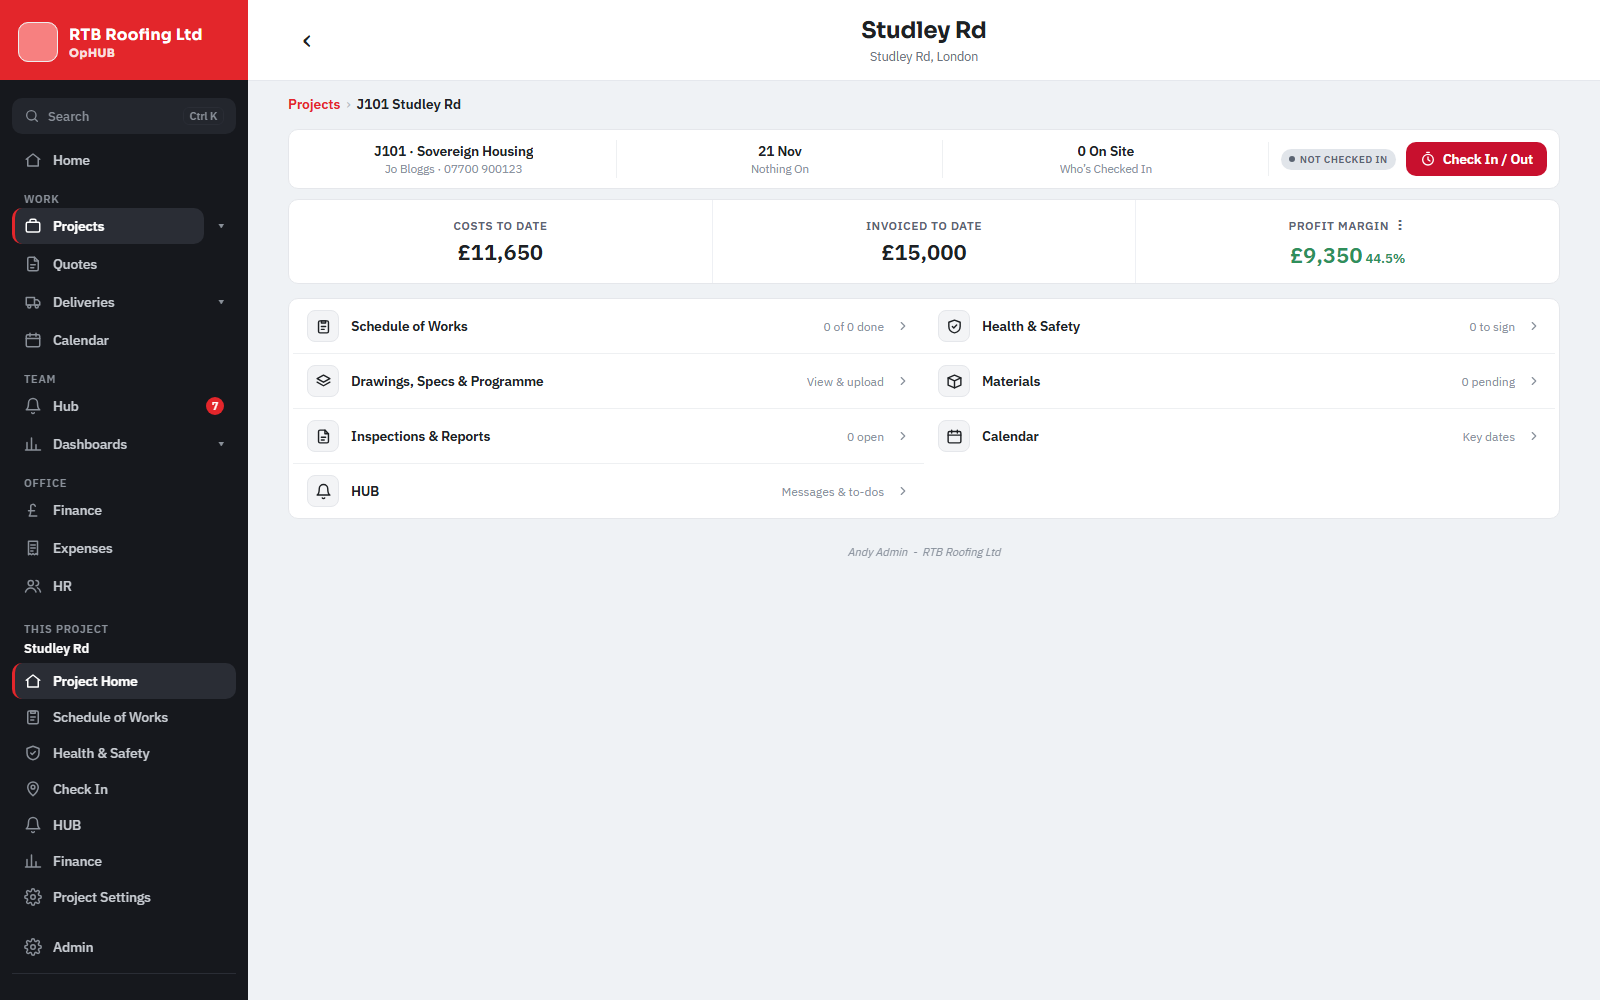 RTB Roofing Ltd
OpHUB
Search Ctrl K
Home
WORK
Projects
Quotes
Deliveries
Calendar
TEAM
Hub 7
Dashboards
OFFICE
Finance
Expenses
HR
THIS PROJECT
Studley Rd
Project Home
Schedule of Works
Health & Safety
Check In
HUB
Finance
Project Settings
Admin
Studley Rd
Studley Rd, London
Projects › J101 Studley Rd
J101 · Sovereign Housing
Jo Bloggs · 07700 900123
21 Nov
Nothing On
0 On Site
Who's Checked In
NOT CHECKED IN
Check In / Out
COSTS TO DATE
£11,650
INVOICED TO DATE
£15,000
PROFIT MARGIN
£9,350 44.5%
Schedule of Works 0 of 0 done
Health & Safety 0 to sign
Drawings, Specs & Programme View & upload
Materials 0 pending
Inspections & Reports 0 open
Calendar Key dates
HUB Messages & to-dos
Andy Admin - RTB Roofing Ltd